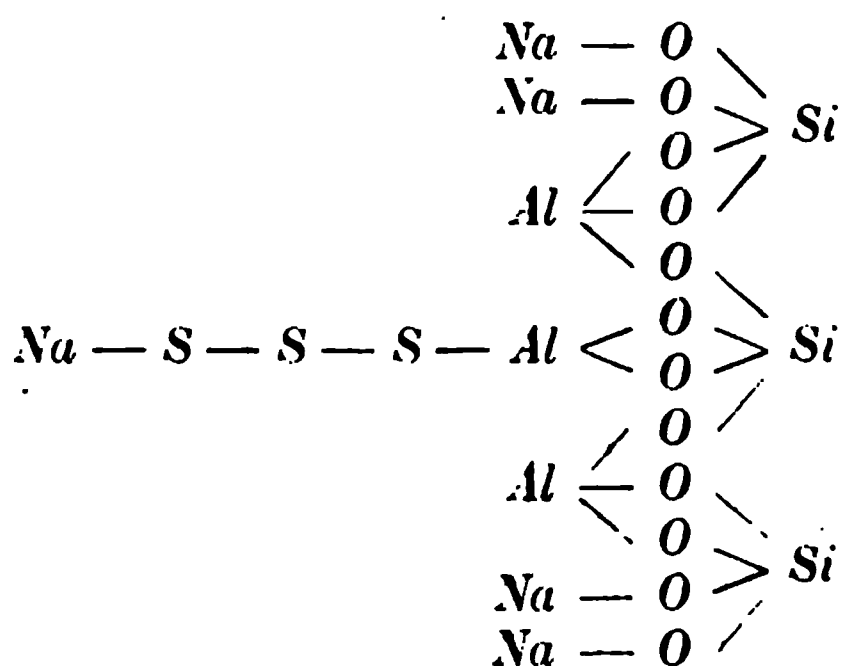 Na — O
Na — O
Si
O
Al — O
O
O
Na — S — S — S — Al
Si
O
O
Al — O
O
Si
Na — O
Na — O